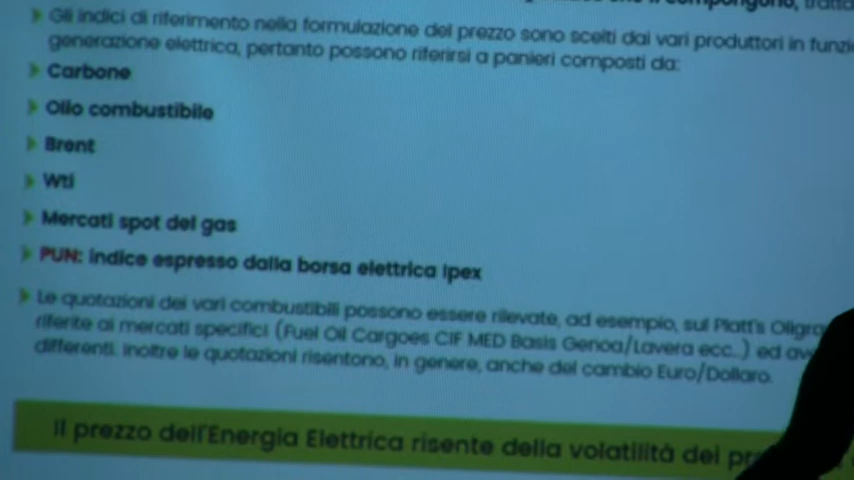 che li compongono,
Gli indici di riferimento nella formulazione del prezzo sono scelti dai vari produttori in
generazione elettrica, pertanto possono riferirsi a panieri composti da:
Carbone
Olio combustibile
Brent
Wti
Mercati spot del gas
PUN: indice espresso dalla borsa elettrica Ipex
Le quotazioni dei vari combustibili possono essere rilevate, ad esempio, sul Platt's
riferite ai mercati specifici (Fuel Oil Cargoes CIF MED Basis Genoa/Lavera ecc..) ed
differenti. Inoltre le quotazioni risentono, in genere, anche del cambio Euro/Dollaro.
Il prezzo dell'Energia Elettrica risente della volatilità dei